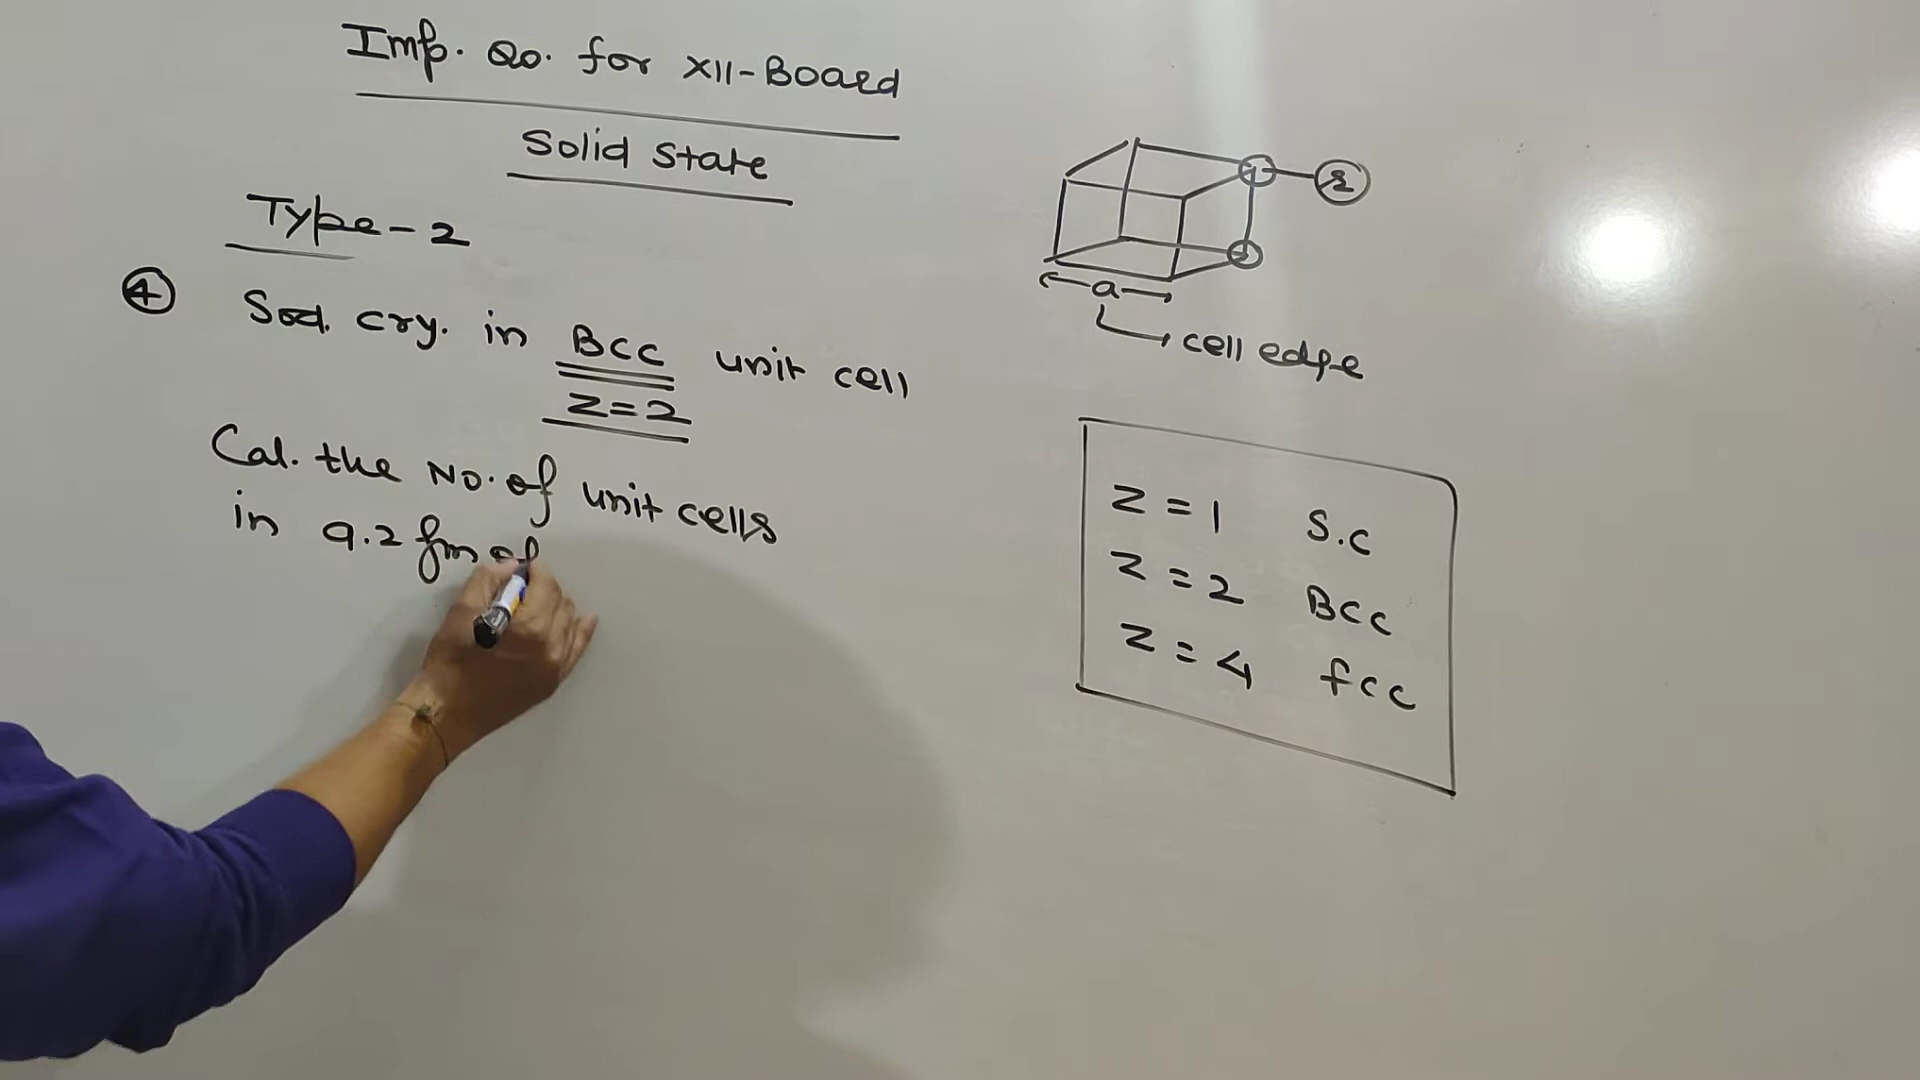 Imp. Qo. for XII-Board
Solid State
Type-2
4 Sod. cry. in BCC unit cell
Z=2
Cal. the No. of unit cells
in 9.2 gm of
r
a
cell edge
Z = 1 S.C
Z = 2 BCC
Z = 4 fcc